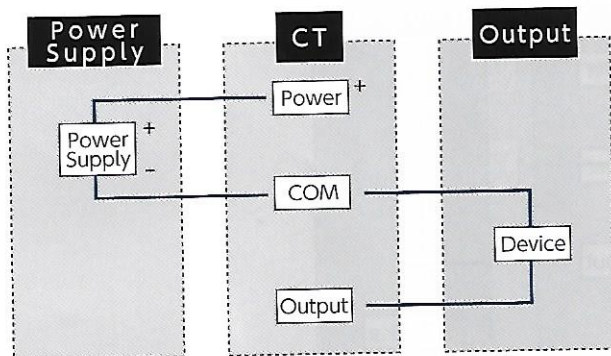 Power
Supply
CT
Output
Power +
Power
Supply
+
-
COM
Device
Output